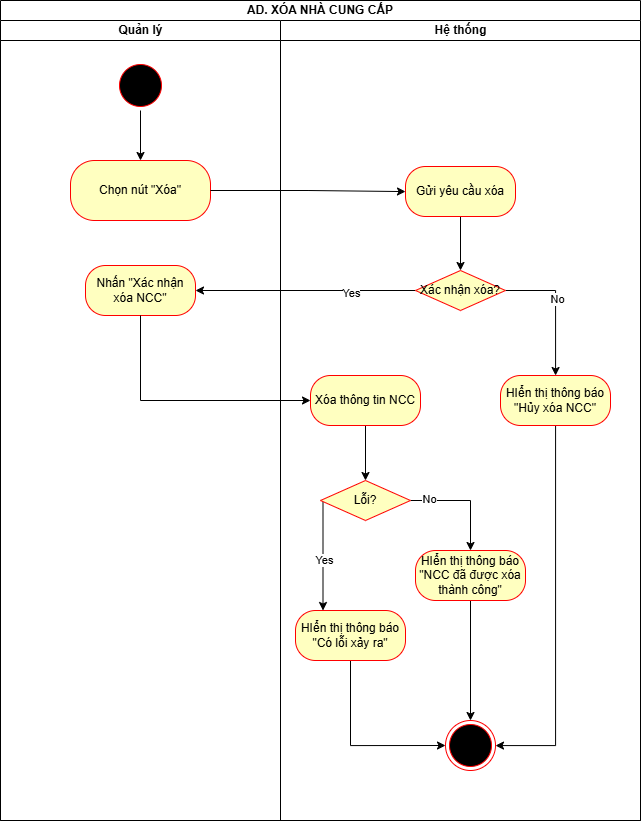 AD. XÓA NHÀ CUNG CẤP
Quản lý
Hệ thống
Chọn nút "Xóa"
Gửi yêu cầu xóa
Nhấn "Xác nhận
xóa NCC"
Yes
Xác nhận xóa?
No
Xóa thông tin NCC
HIển thị thông báo
"Hủy xóa NCC"
Lỗi?
No
Yes
HIển thị thông báo
"NCC đã được xóa
thành công"
HIển thị thông báo
"Có lỗi xảy ra"